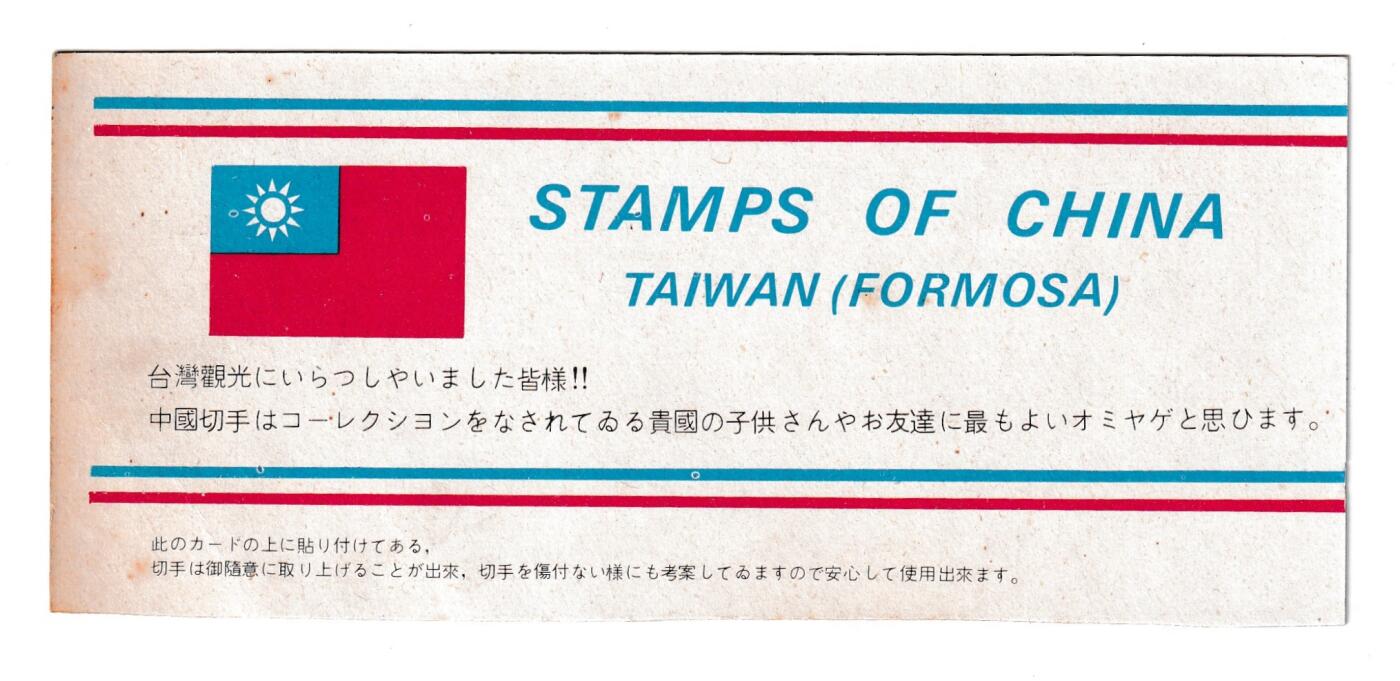 STAMPS OF CHINA
TAIWAN (FORMOSA)
台灣觀光にいらつしやいました皆様!!
中國切手はコーレクシヨンをなされてゐる貴國の子供さんやお友達に最もよいオミヤゲと思ひます。
此のカードの上に貼り付けてある,
切手は御隨意に取り上げることが出來,切手を傷付ない様にも考案してゐますので安心して使用出來ます。